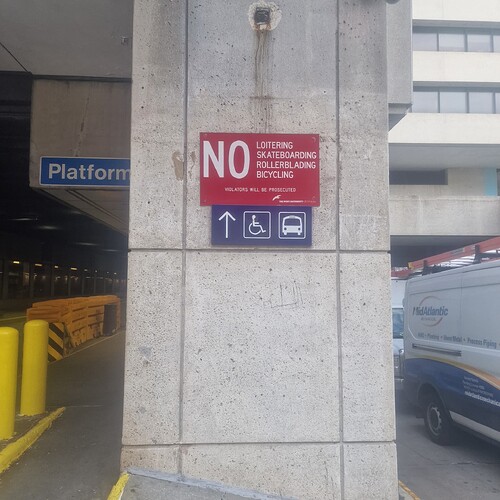 NO
LOITERING
SKATEBOARDING
ROLLERBLADING
BICYCLING
VIOLATORS WILL BE PROSECUTED
Platform
MidAtlantic